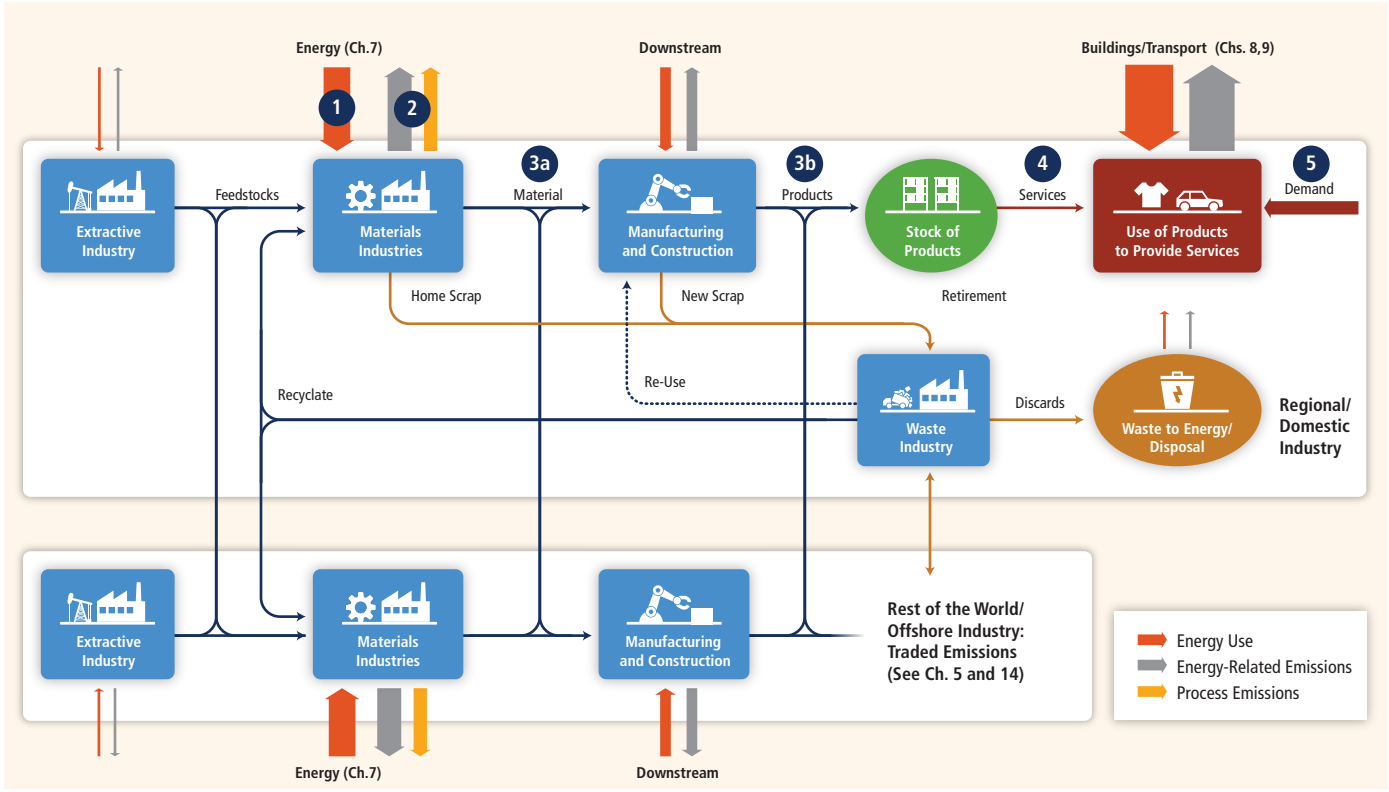 Energy (Ch.7)
Downstream
Buildings/Transport (Chs. 8,9)
1
2
3a
3b
4
5
Extractive
Industry
Feedstocks
Materials
Industries
Material
Manufacturing
and Construction
Products
Stock of
Products
Services
Use of Products
to Provide Services
Demand
Home Scrap
New Scrap
Retirement
Recyclate
Re-Use
Waste
Industry
Discards
Waste to Energy/
Disposal
Regional/
Domestic
Industry
Extractive
Industry
Materials
Industries
Manufacturing
and Construction
Rest of the World/
Offshore Industry:
Traded Emissions
(See Ch. 5 and 14)
Energy Use
Energy-Related Emissions
Process Emissions
Energy (Ch.7)
Downstream